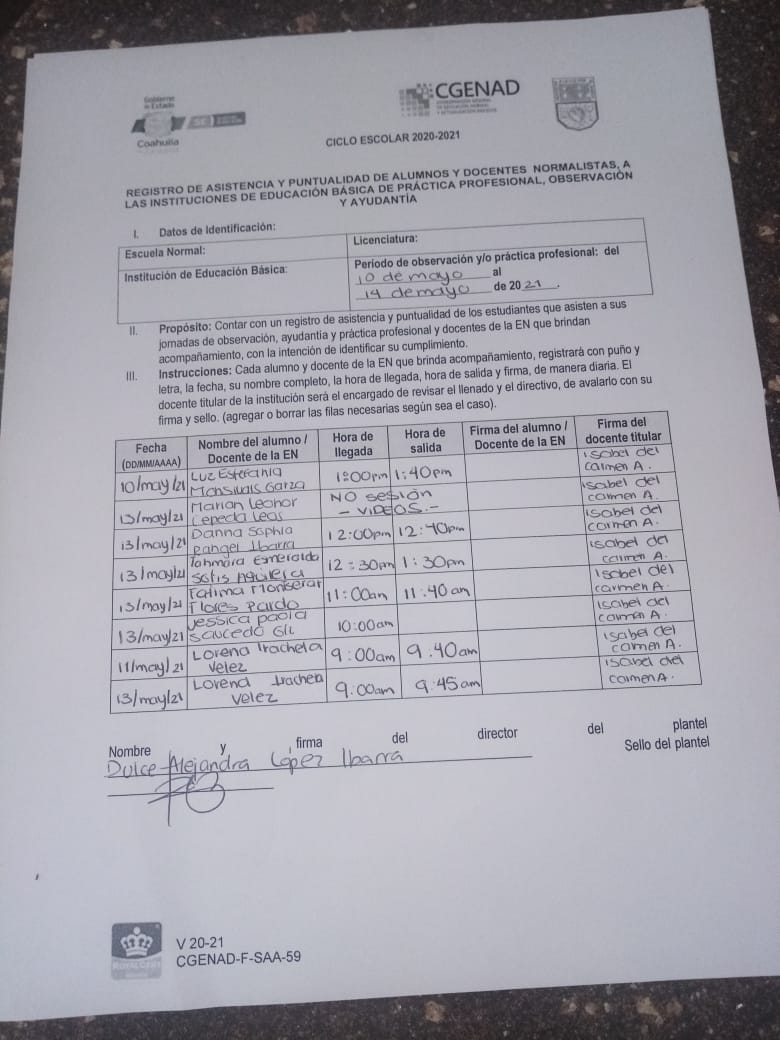 Gobierno
de Estado
Coahuila
SE
CGENAD
CICLO ESCOLAR 2020-2021
REGISTRO DE ASISTENCIA Y PUNTUALIDAD DE ALUMNOS Y DOCENTES NORMALISTAS, A
LAS INSTITUCIONES DE EDUCACIÓN BÁSICA DE PRÁCTICA PROFESIONAL, OBSERVACIÓN
Y AYUDANTÍA
I. Datos de Identificación:
Escuela Normal:
Licenciatura:
Institución de Educación Básica:
Periodo de observación y/o práctica profesional: del
10 de mayo al
14 de mayo de 2021.
II. Propósito: Contar con un registro de asistencia y puntualidad de los estudiantes que asisten a sus
jornadas de observación, ayudantia y práctica profesional y docentes de la EN que brindan
acompañamiento, con la intención de identificar su cumplimiento.
III. Instrucciones: Cada alumno y docente de la EN que brinda acompañamiento, registrará con puño y
letra, la fecha, su nombre completo, la hora de llegada, hora de salida y firma, de manera diaria. El
docente titular de la institución será el encargado de revisar el llenado y el directivo, de avalarlo con su
firma y sello. (agregar o borrar las filas necesarias según sea el caso).
Fecha (DD/MM/AAAA) Nombre del alumno / Docente de la EN Hora de llegada Hora de salida Firma del alumno / Docente de la EN Firma del docente titular
10/may/21 Luz Estefania Monsivais Garza 1:00pm 1:40pm Isabel del Carmen A.
13/may/21 Marian Leonor Cepeda Leos NO sesión - VIDEOS.- Isabel del carmen A.
13/may/21 Danna Sophia Rangel Ibarra 12:00pm 12:40pm Isabel del carmen A.
13/may/21 Tahmara Esmeralda Solis Aguilera 12:30pm 1:30pm Isabel del carmen A.
13/may/21 Fatima Monserrat Flores Pardo 11:00am 11:40am Isabel del carmen A.
13/may/21 Jessica paola Saucedo Gil 10:00am Isabel del carmen A.
11/may/21 Lorena Velez 9:00am 9:40am Isabel del carmen A.
13/may/21 Lorena Velez 9:00am 9:45am Isabel del carmen A.
Nombre y firma del director del plantel
Sello del plantel
Dulce Alejandra López Ibarra
V 20-21
CGENAD-F-SAA-59